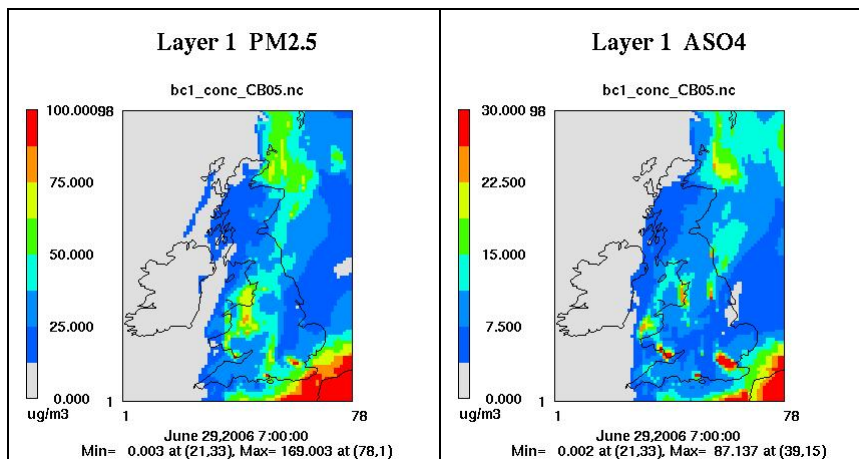 Layer 1 PM2.5
bc1_conc_CB05.nc
100.000
98
75.000
50.000
25.000
0.000
ug/m3
1
1
78
June 29,2006 7:00:00
Min= 0.003 at (21,33), Max= 169.003 at (78,1)
Layer 1 ASO4
bc1_conc_CB05.nc
30.000
98
22.500
15.000
7.500
0.000
ug/m3
1
1
78
June 29,2006 7:00:00
Min= 0.002 at (21,33), Max= 87.137 at (39,15)